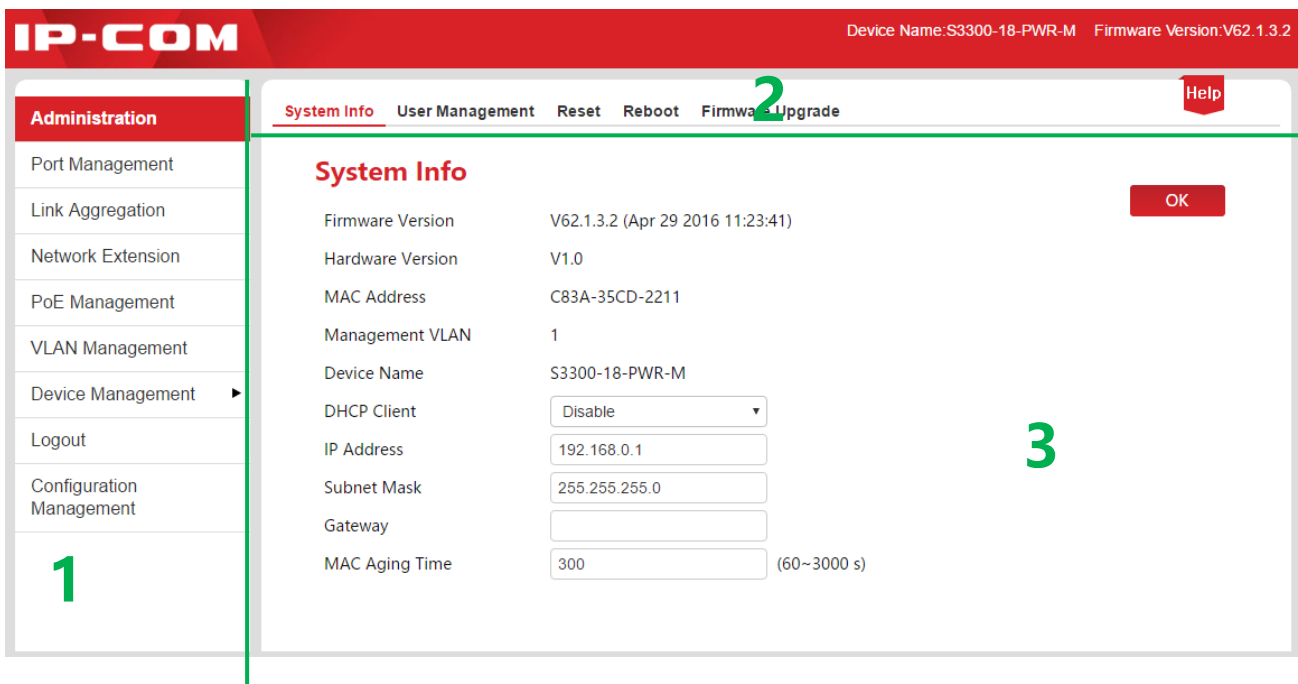 IP-COM
Device Name:S3300-18-PWR-M Firmware Version:V62.1.3.2
Administration
Port Management
Link Aggregation
Network Extension
PoE Management
VLAN Management
Device Management
Logout
Configuration
Management
1
System Info User Management Reset Reboot Firmware Upgrade
2
Help
System Info
OK
Firmware Version V62.1.3.2 (Apr 29 2016 11:23:41)
Hardware Version V1.0
MAC Address C83A-35CD-2211
Management VLAN 1
Device Name S3300-18-PWR-M
DHCP Client Disable
IP Address 192.168.0.1
Subnet Mask 255.255.255.0
Gateway
MAC Aging Time 300 (60~3000 s)
3